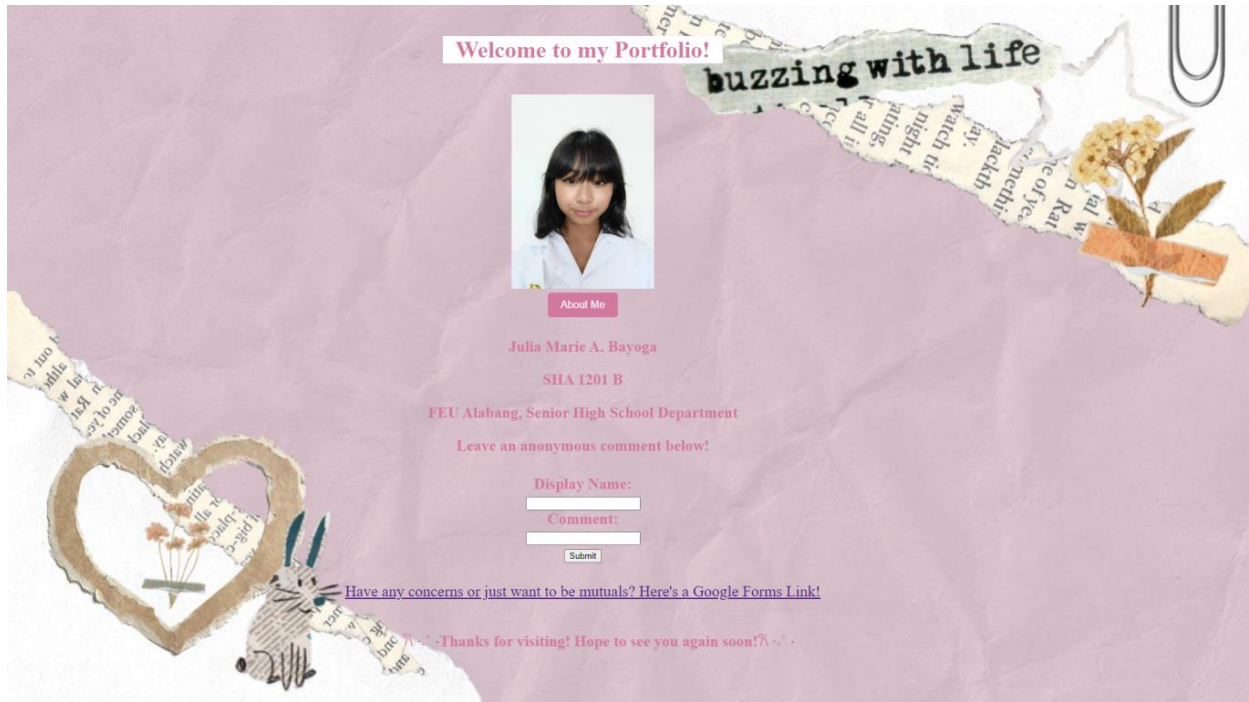 Welcome to my Portfolio!
buzzing with life
About Me
Julia Marie A. Bayoga
SHA 1201 B
FEU Alabang, Senior High School Department
Leave an anonymous comment below!
Display Name:
Comment:
Submit
Have any concerns or just want to be mutuals? Here's a Google Forms Link!
Thanks for visiting! Hope to see you again soon!